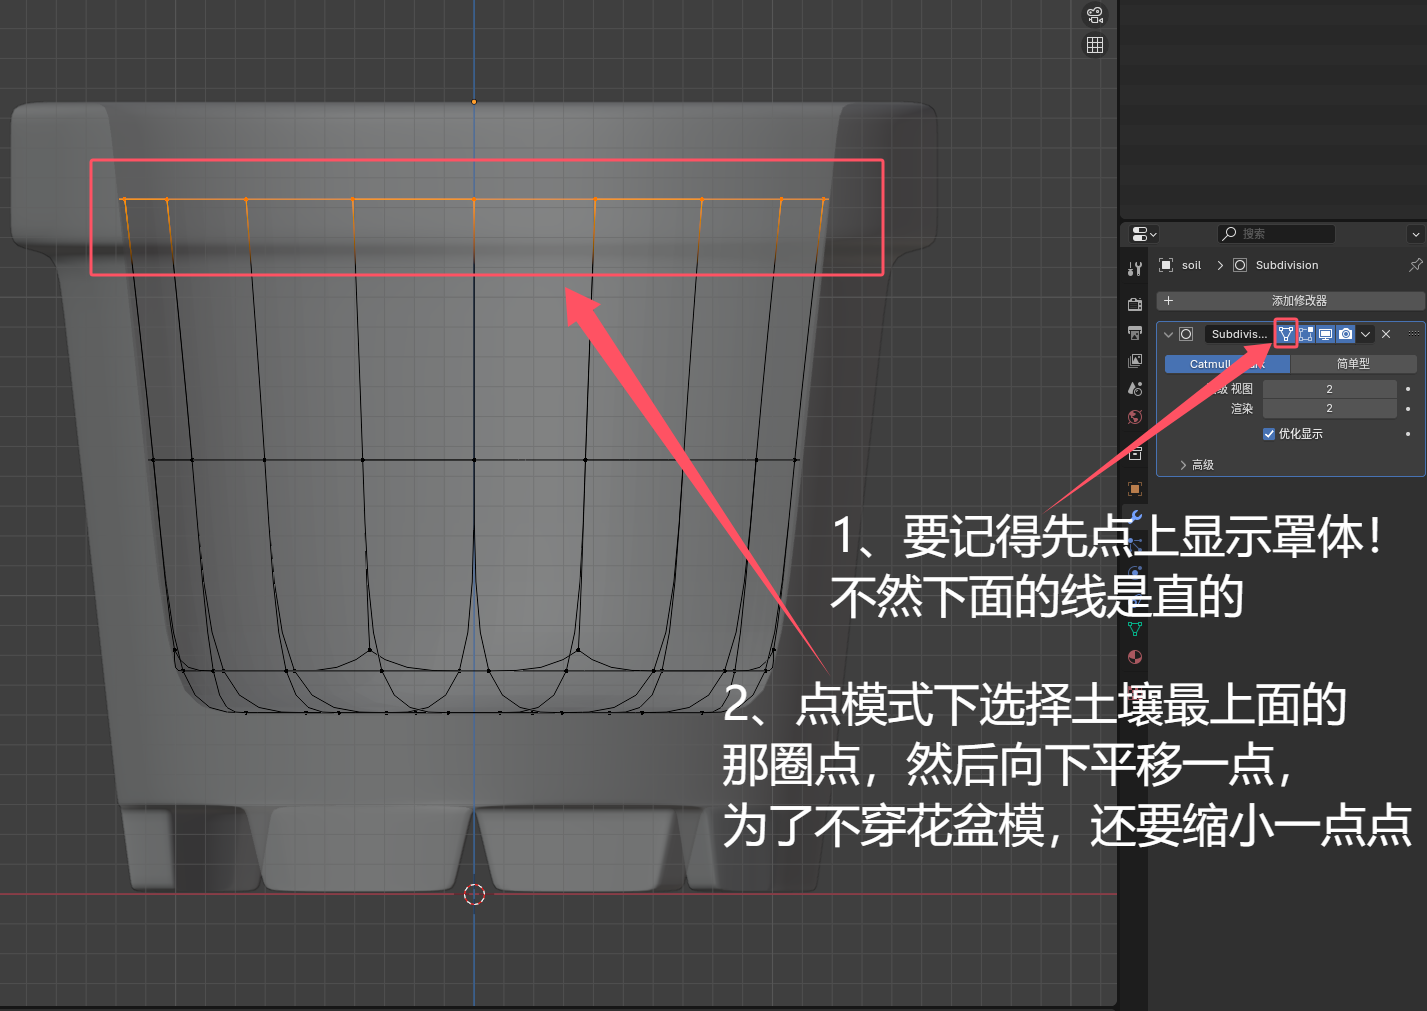 搜索
soil > Subdivision
添加修改器
Subdivis...
Catmull
简单型
级 视图 2
渲染 2
优化显示
高级
1、要记得先点上显示罩体！
不然下面的线是直的
2、点模式下选择土壤最上面的
那圈点，然后向下平移一点，
为了不穿花盆模，还要缩小一点点